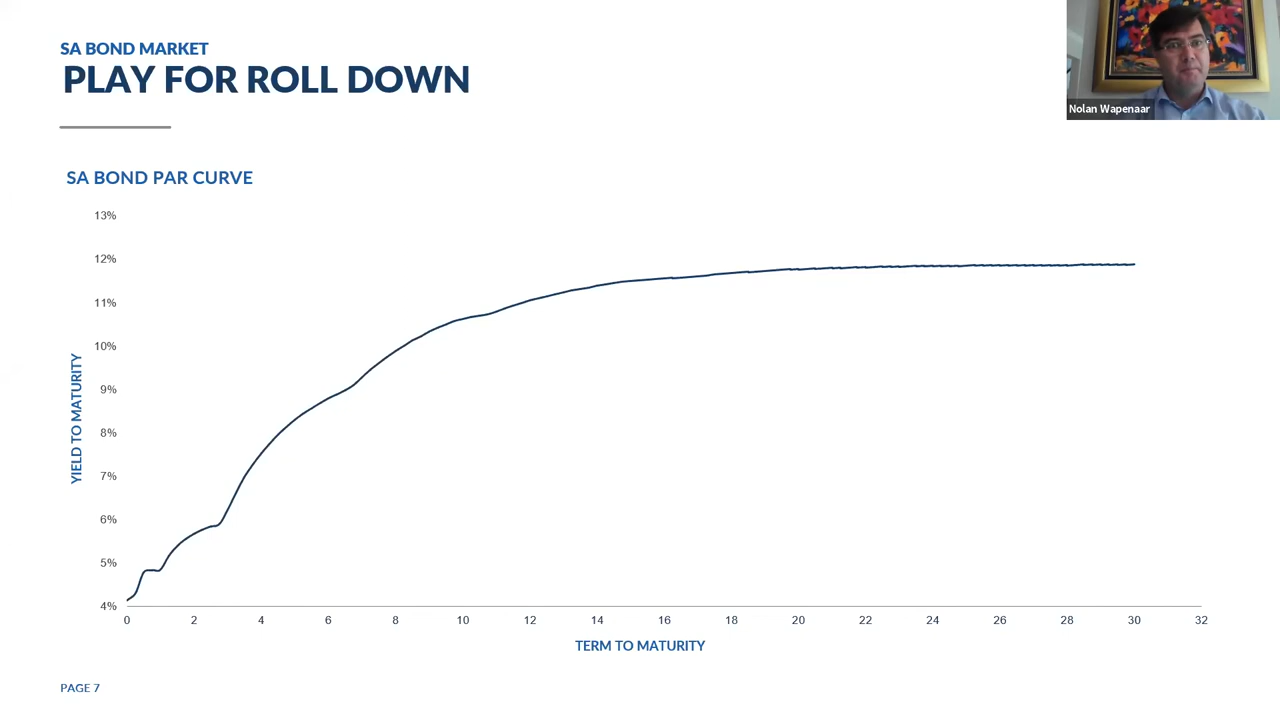 SA BOND MARKET
PLAY FOR ROLL DOWN
Nolan Wapenaar
SA BOND PAR CURVE
13%
12%
11%
10%
9%
8%
7%
6%
5%
4%
YIELD TO MATURITY
0 2 4 6 8 10 12 14 16 18 20 22 24 26 28 30 32
TERM TO MATURITY
PAGE 7